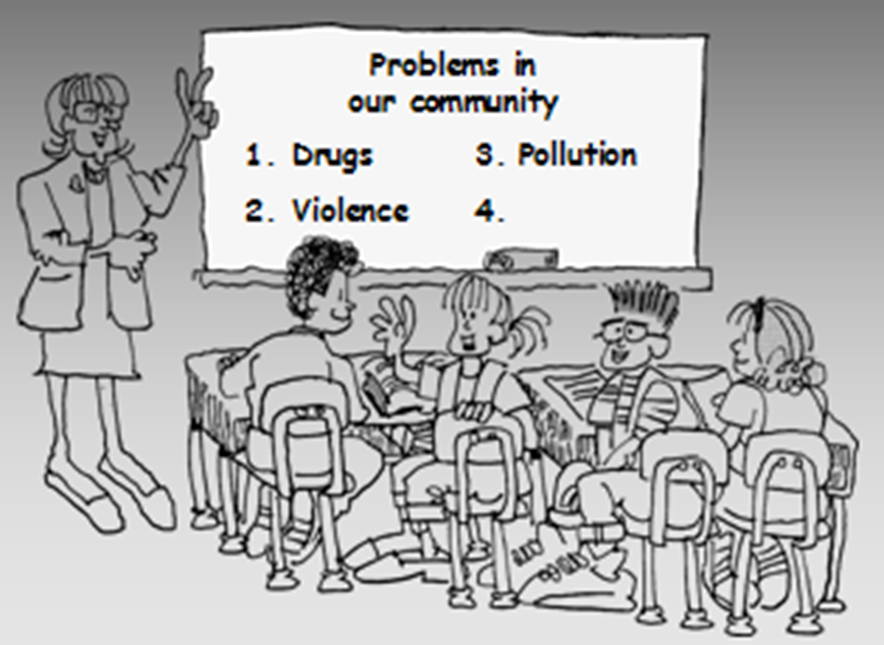 Problems in
our community
1. Drugs
2. Violence
3. Pollution
4.